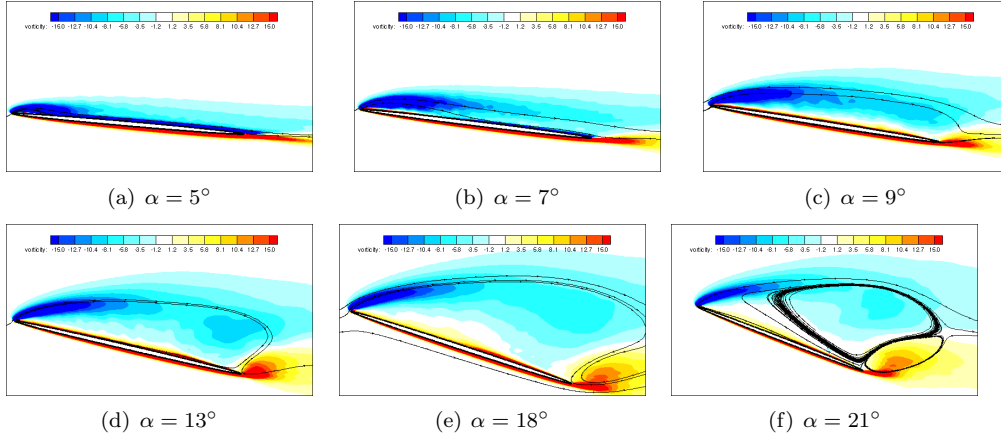 vorticity: -15.0 -12.7 -10.4 -8.1 -5.8 -3.5 -1.2 1.2 3.5 5.8 8.1 10.4 12.7 15.0
vorticity: -15.0 -12.7 -10.4 -8.1 -5.8 -3.5 -1.2 1.2 3.5 5.8 8.1 10.4 12.7 15.0
vorticity: -15.0 -12.7 -10.4 -8.1 -5.8 -3.5 -1.2 1.2 3.5 5.8 8.1 10.4 12.7 15.0
(a) α = 5°
(b) α = 7°
(c) α = 9°
vorticity: -15.0 -12.7 -10.4 -8.1 -5.8 -3.5 -1.2 1.2 3.5 5.8 8.1 10.4 12.7 15.0
vorticity: -15.0 -12.7 -10.4 -8.1 -5.8 -3.5 -1.2 1.2 3.5 5.8 8.1 10.4 12.7 15.0
vorticity: -15.0 -12.7 -10.4 -8.1 -5.8 -3.5 -1.2 1.2 3.5 5.8 8.1 10.4 12.7 15.0
(d) α = 13°
(e) α = 18°
(f) α = 21°